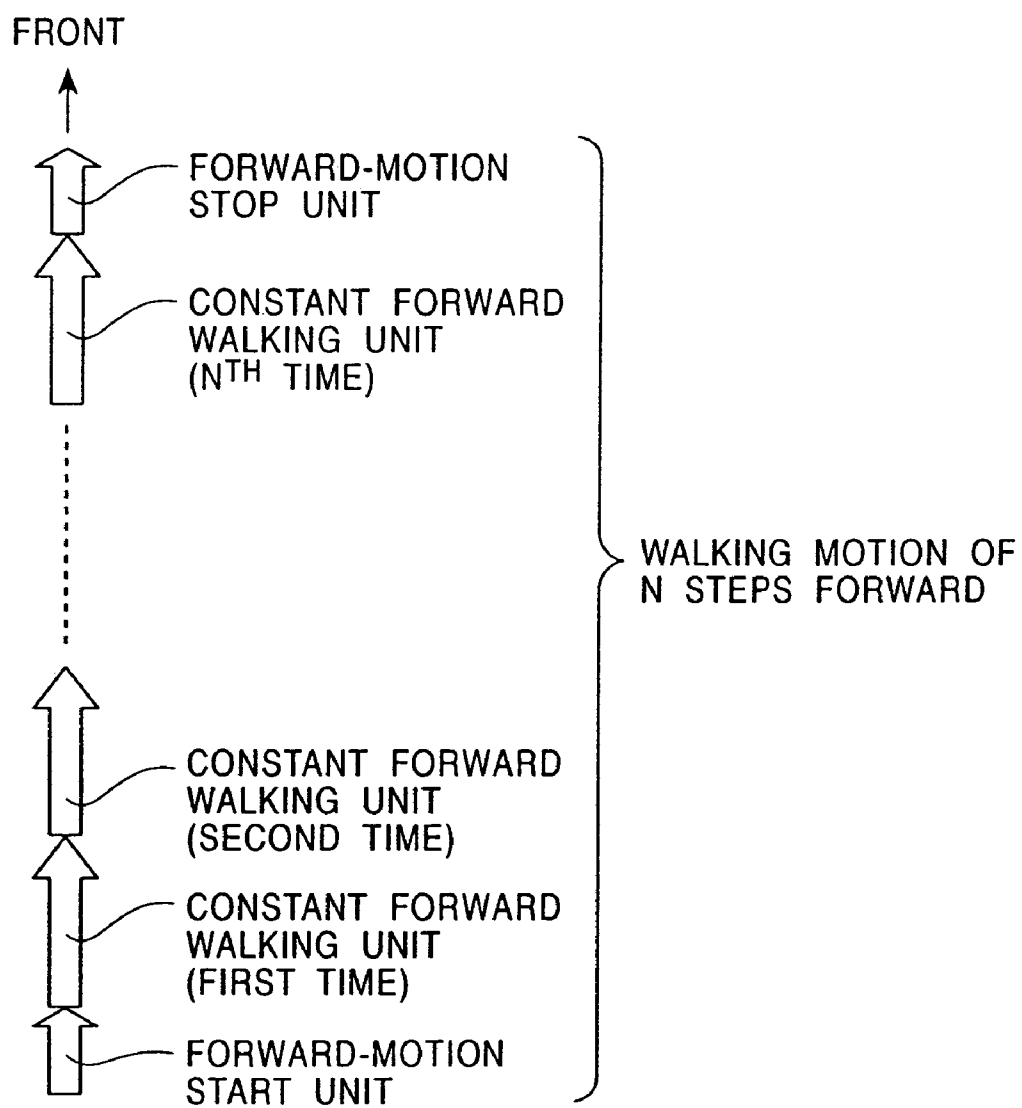 FRONT
FORWARD-MOTION
STOP UNIT
CONSTANT FORWARD
WALKING UNIT
(NTH TIME)
WALKING MOTION OF
N STEPS FORWARD
CONSTANT FORWARD
WALKING UNIT
(SECOND TIME)
CONSTANT FORWARD
WALKING UNIT
(FIRST TIME)
FORWARD-MOTION
START UNIT